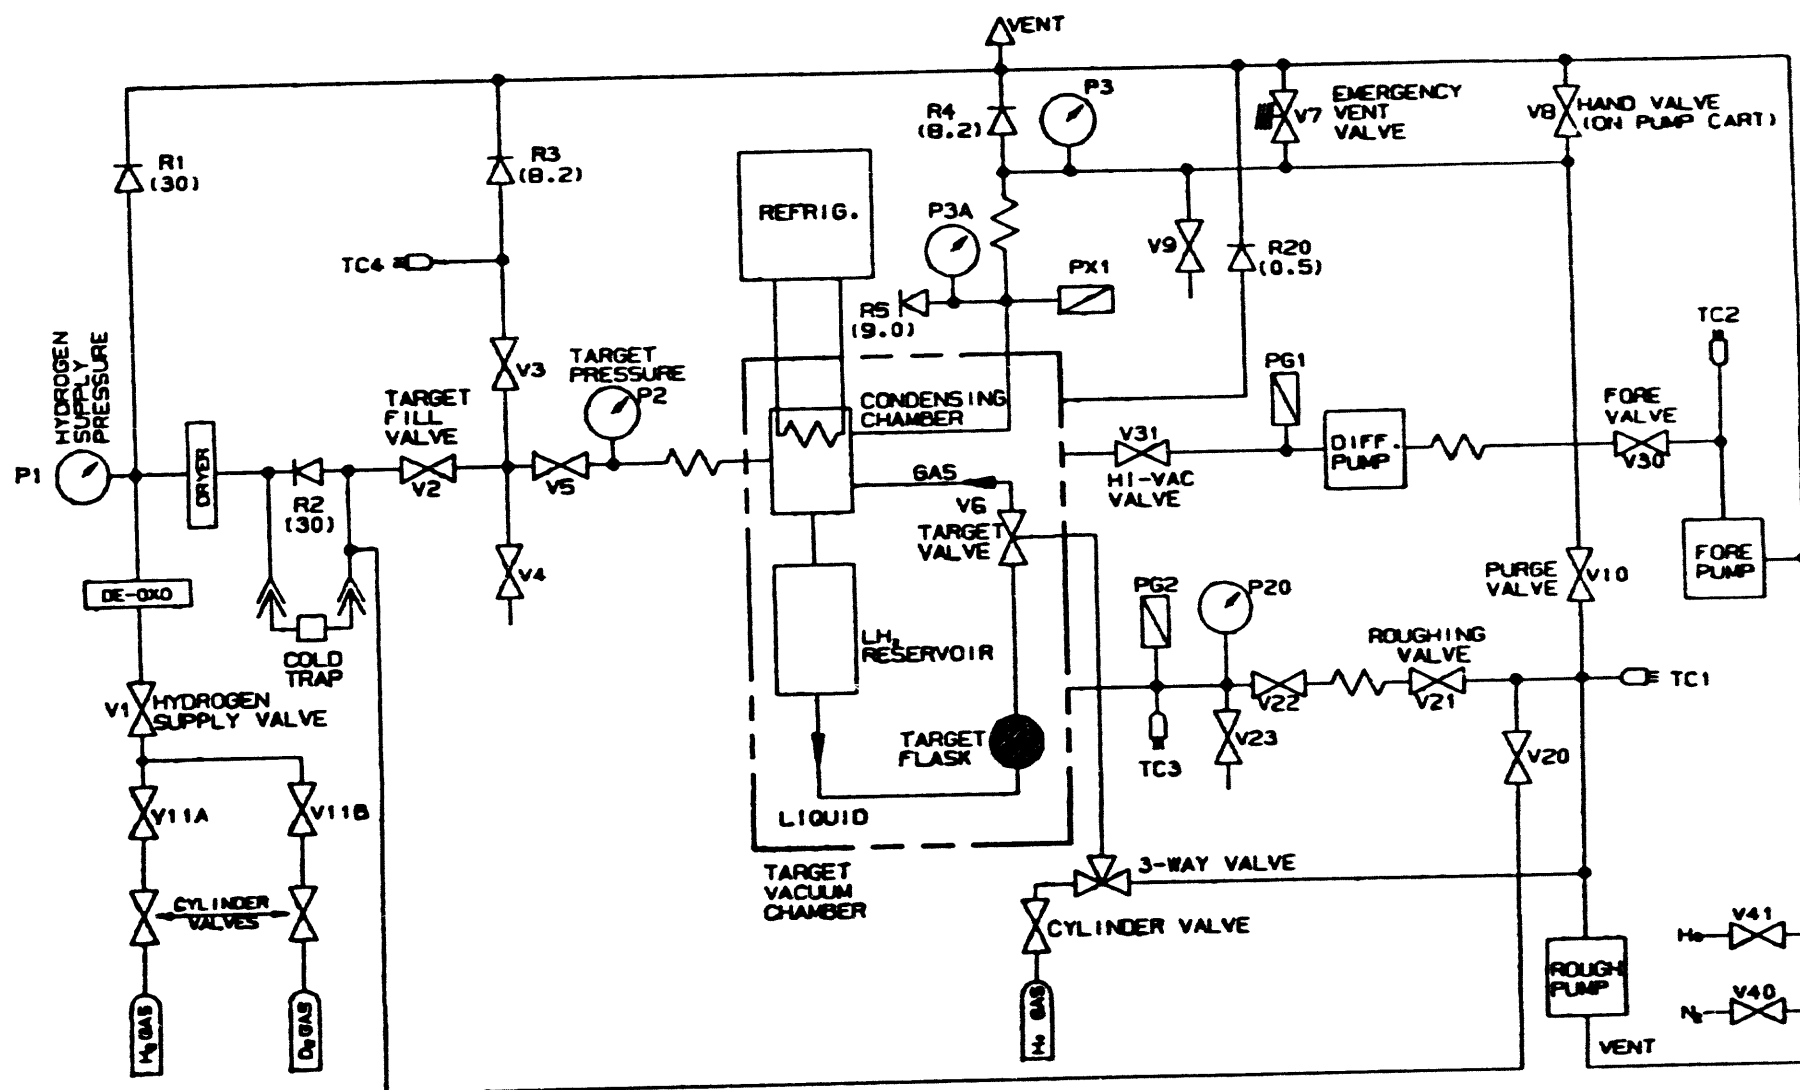 VENT
P3
R4
(8.2)
V7
EMERGENCY
VENT
VALVE
V8
HAND VALVE
(ON PUMP CART)
R1
(30)
R3
(8.2)
REFRIG.
P3A
V9
R20
(0.5)
TC4
PX1
R5
(9.0)
TC2
HYDROGEN
SUPPLY
PRESSURE
V3
TARGET
PRESSURE
P2
PG1
TARGET
FILL
VALVE
CONDENSING
CHAMBER
FORE
VALVE
V31
DIFF.
PUMP
V30
P1
DRYER
R2
(30)
V2
V5
GAS
HI-VAC
VALVE
V6
TARGET
VALVE
V4
FORE
PUMP
DE-OXO
PURGE
VALVE
V10
PG2
P20
COLD
TRAP
LH2
RESERVOIR
ROUGHING
VALVE
TC1
V1
HYDROGEN
SUPPLY VALVE
V22
V21
TARGET
FLASK
TC3
V23
V20
V11A
V11B
LIQUID
TARGET
VACUUM
CHAMBER
3-WAY VALVE
CYLINDER
VALVES
CYLINDER VALVE
V41
He
ROUGH
PUMP
V40
N2
H2 GAS
D2 GAS
He GAS
VENT